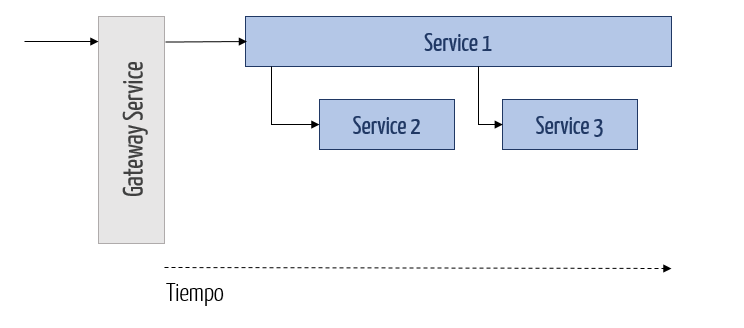 Gateway Service
Service 1
Service 2
Service 3
Tiempo